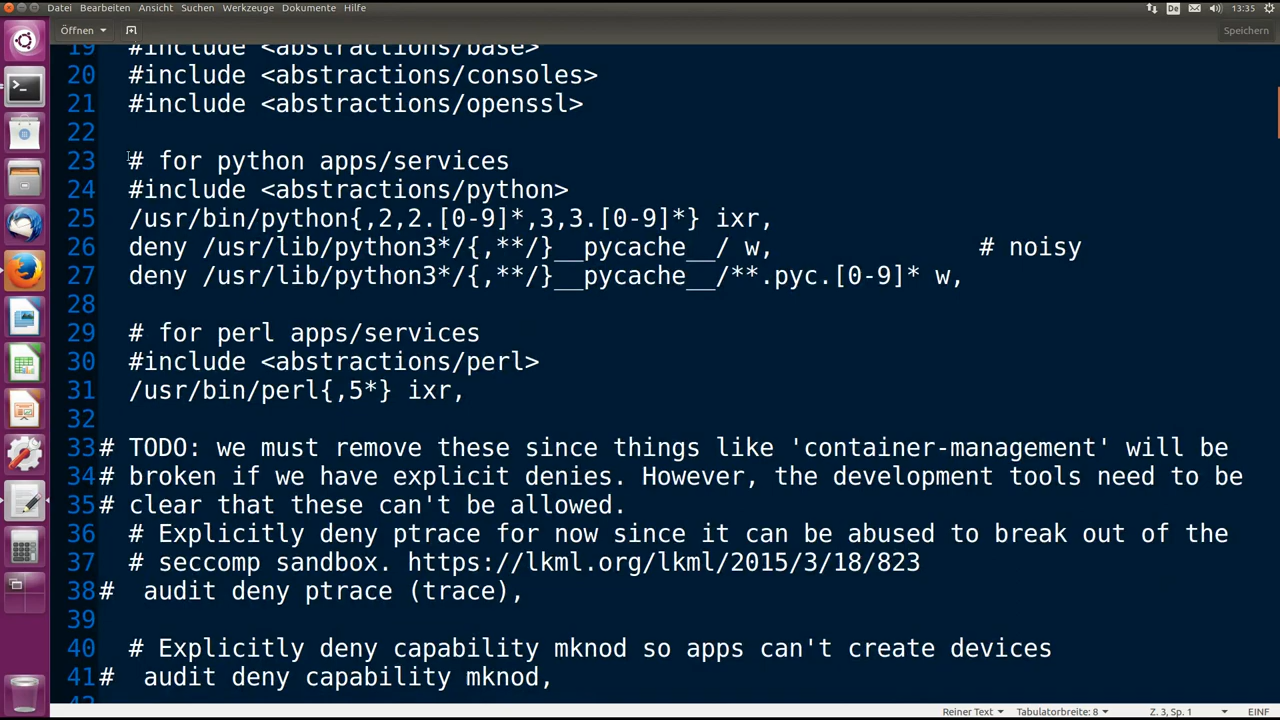 Datei Bearbeiten Ansicht Suchen Werkzeuge Dokumente Hilfe De 13:35
Öffnen Speichern
19 #include <abstractions/base>
20 #include <abstractions/consoles>
21 #include <abstractions/openssl>
22
23 # for python apps/services
24 #include <abstractions/python>
25 /usr/bin/python{,2,2.[0-9]*,3,3.[0-9]*} ixr,
26 deny /usr/lib/python3*/{,**/}__pycache__/ w, # noisy
27 deny /usr/lib/python3*/{,**/}__pycache__/**.pyc.[0-9]* w,
28
29 # for perl apps/services
30 #include <abstractions/perl>
31 /usr/bin/perl{,5*} ixr,
32
33 # TODO: we must remove these since things like 'container-management' will be
34 # broken if we have explicit denies. However, the development tools need to be
35 # clear that these can't be allowed.
36 # Explicitly deny ptrace for now since it can be abused to break out of the
37 # seccomp sandbox. https://lkml.org/lkml/2015/3/18/823
38 # audit deny ptrace (trace),
39
40 # Explicitly deny capability mknod so apps can't create devices
41 # audit deny capability mknod,
42
Reiner Text Tabulatorbreite: 8 Z. 3, Sp. 1 EINF